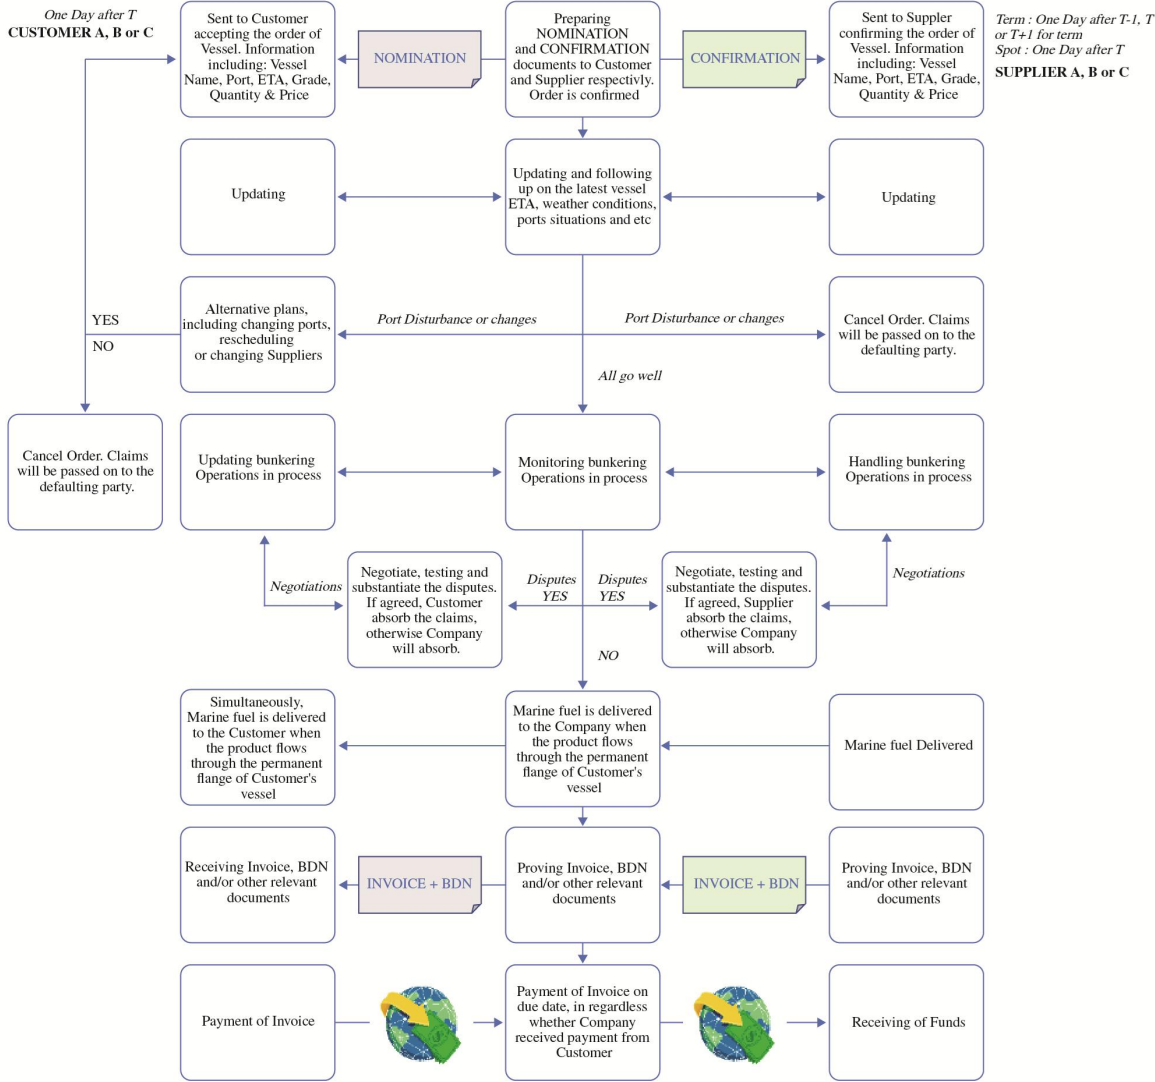 One Day after T
CUSTOMER A, B or C
Sent to Customer
accepting the order of
Vessel. Information
including: Vessel
Name, Port, ETA, Grade,
Quantity & Price
NOMINATION
Preparing
NOMINATION
and CONFIRMATION
documents to Customer
and Supplier respectivly.
Order is confirmed
CONFIRMATION
Sent to Suppler
confirming the order of
Vessel. Information
including: Vessel
Name, Port, ETA, Grade,
Quantity & Price
Term : One Day after T-1, T
or T+1 for term
Spot : One Day after T
SUPPLIER A, B or C
Updating
Updating and following
up on the latest vessel
ETA, weather conditions,
ports situations and etc
Updating
YES
NO
Alternative plans,
including changing ports,
rescheduling
or changing Suppliers
Port Disturbance or changes
Port Disturbance or changes
Cancel Order. Claims
will be passed on to the
defaulting party.
All go well
Cancel Order. Claims
will be passed on to the
defaulting party.
Updating bunkering
Operations in process
Monitoring bunkering
Operations in process
Handling bunkering
Operations in process
Negotiations
Negotiate, testing and
substantiate the disputes.
If agreed, Customer
absorb the claims,
otherwise Company
will absorb.
Disputes
YES
Disputes
YES
Negotiate, testing and
substantiate the disputes.
If agreed, Supplier
absorb the claims,
otherwise Company
will absorb.
Negotiations
NO
Simultaneously,
Marine fuel is delivered
to the Customer when
the product flows
through the permanent
flange of Customer's
vessel
Marine fuel is delivered
to the Company when
the product flows
through the permanent
flange of Customer's
vessel
Marine fuel Delivered
Receiving Invoice, BDN
and/or other relevant
documents
INVOICE + BDN
Proving Invoice, BDN
and/or other relevant
documents
INVOICE + BDN
Proving Invoice, BDN
and/or other relevant
documents
Payment of Invoice
Payment of Invoice on
due date, in regardless
whether Company
received payment from
Customer
Receiving of Funds